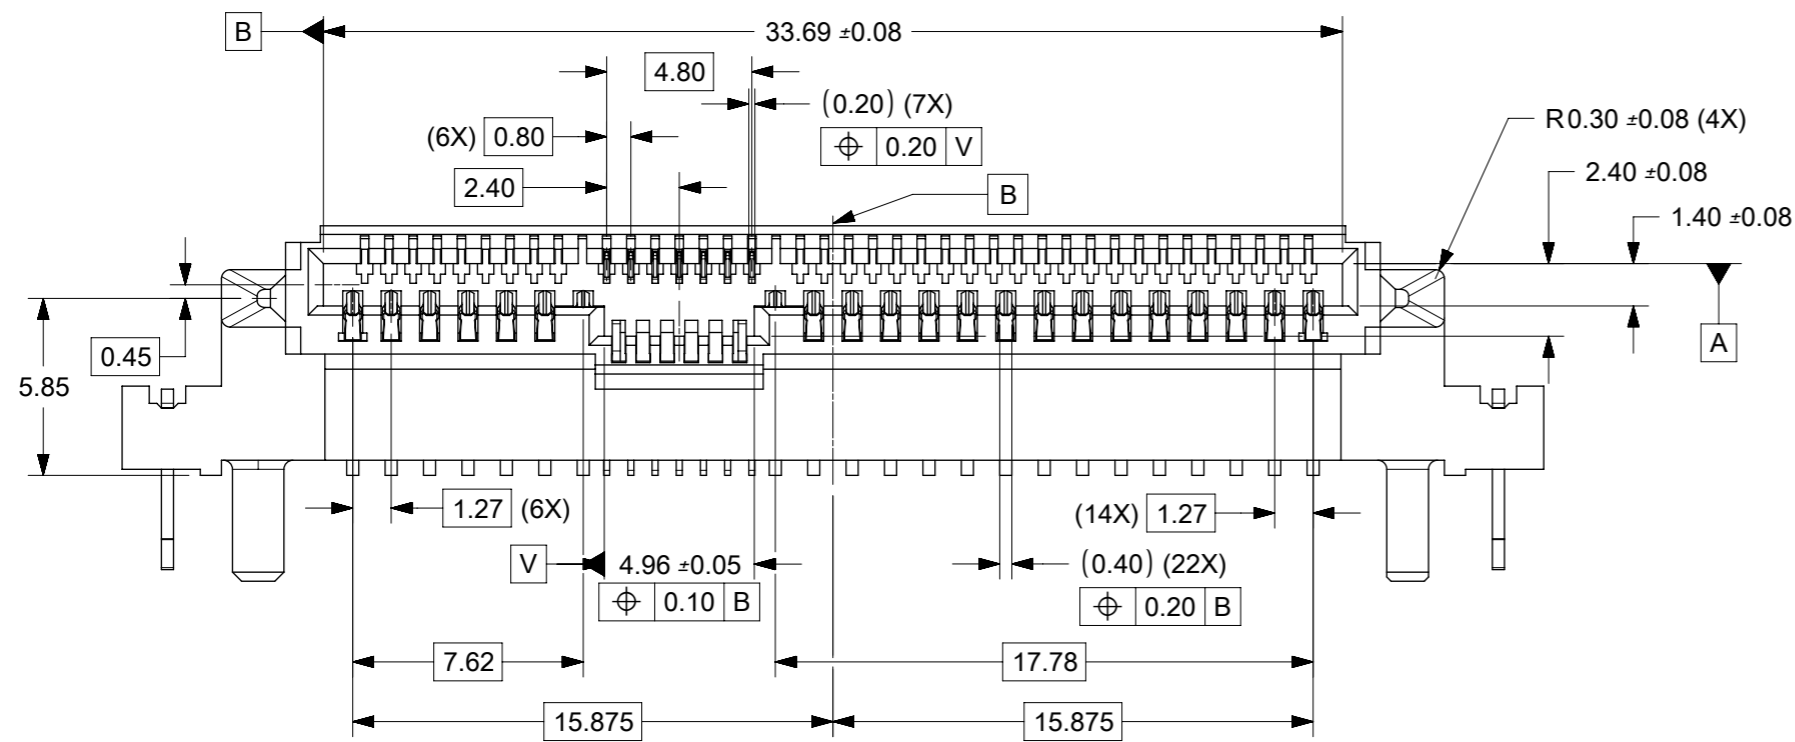 B
33.69 ±0.08
4.80
(0.20) (7X)
R0.30 ±0.08 (4X)
(6X) 0.80
⌖ 0.20 V
2.40 ±0.08
2.40
B
1.40 ±0.08
0.45
A
5.85
1.27 (6X)
(14X) 1.27
V
4.96 ±0.05
(0.40) (22X)
⌖ 0.10 B
⌖ 0.20 B
7.62
17.78
15.875
15.875